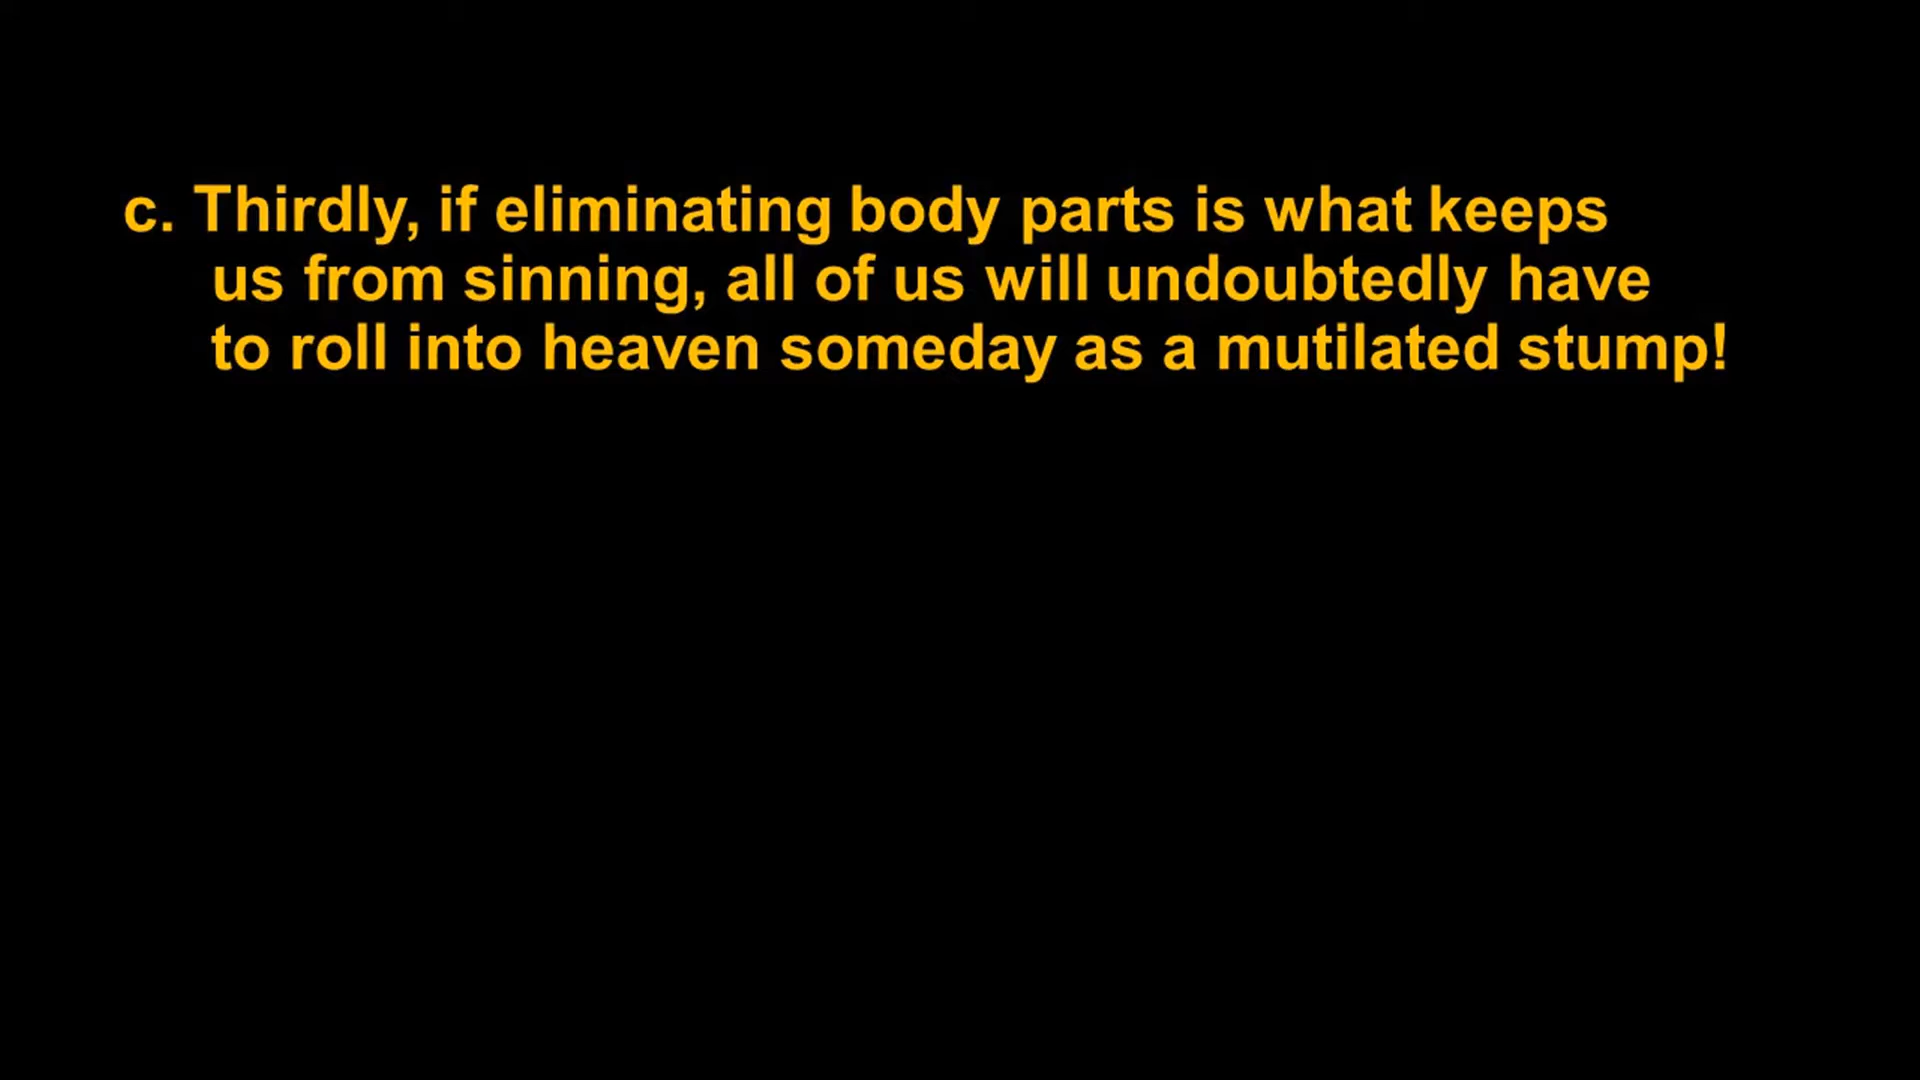 c. Thirdly, if eliminating body parts is what keeps
us from sinning, all of us will undoubtedly have
to roll into heaven someday as a mutilated stump!